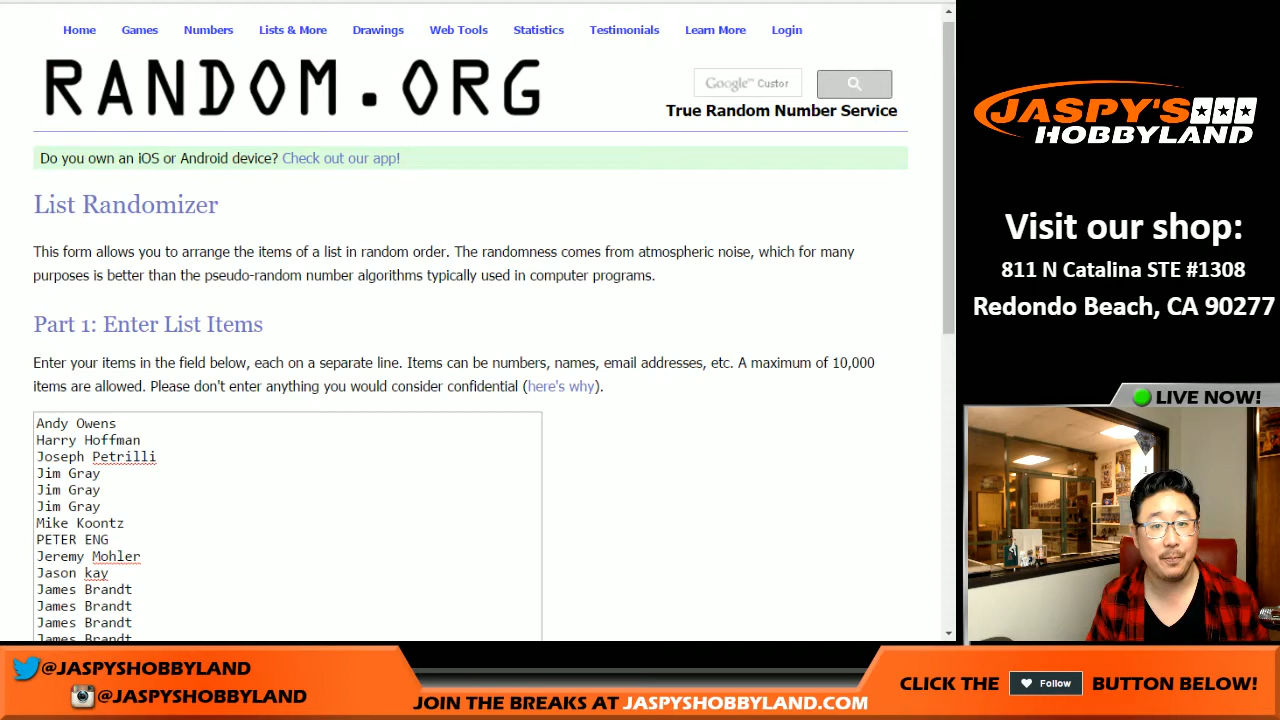 Home Games Numbers Lists & More Drawings Web Tools Statistics Testimonials Learn More Login
RANDOM.ORG
Google™ Custor
True Random Number Service
Do you own an iOS or Android device? Check out our app!
List Randomizer
This form allows you to arrange the items of a list in random order. The randomness comes from atmospheric noise, which for many
purposes is better than the pseudo-random number algorithms typically used in computer programs.
Part 1: Enter List Items
Enter your items in the field below, each on a separate line. Items can be numbers, names, email addresses, etc. A maximum of 10,000
items are allowed. Please don't enter anything you would consider confidential (here's why).
Andy Owens
Harry Hoffman
Joseph Petrilli
Jim Gray
Jim Gray
Jim Gray
Mike Koontz
PETER ENG
Jeremy Mohler
Jason kay
James Brandt
James Brandt
James Brandt
James Brandt
JASPY'S
HOBBYLAND
Visit our shop:
811 N Catalina STE #1308
Redondo Beach, CA 90277
LIVE NOW!
@JASPYSHOBBYLAND
@JASPYSHOBBYLAND
JOIN THE BREAKS AT JASPYSHOBBYLAND.COM
CLICK THE Follow BUTTON BELOW!